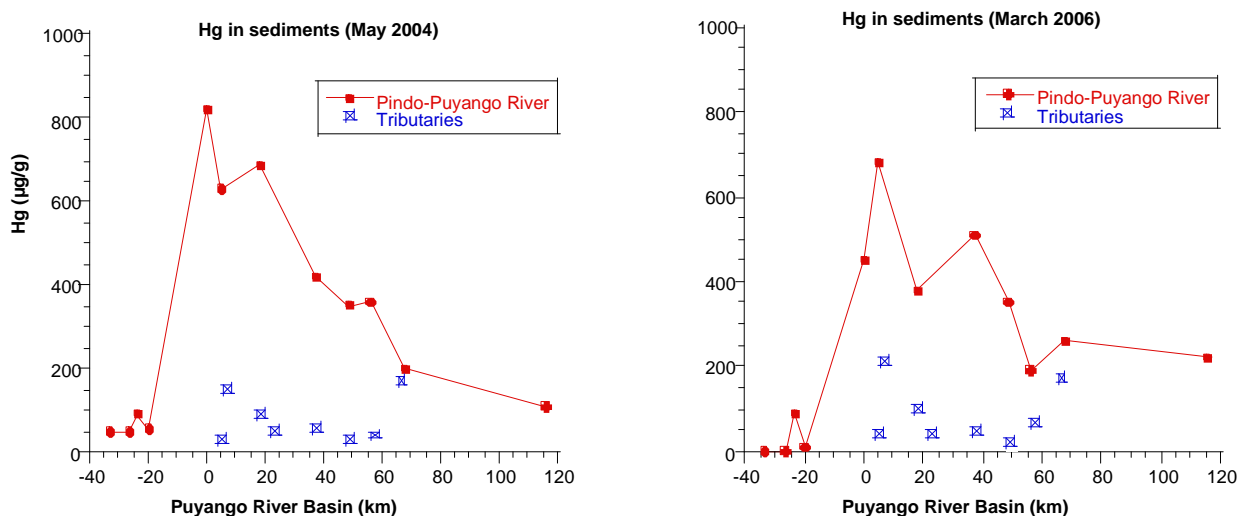 Hg in sediments (May 2004)
1000
800
600
400
200
0
Hg (µg/g)
Pindo-Puyango River
Tributaries
-40 -20 0 20 40 60 80 100 120
Puyango River Basin (km)
Hg in sediments (March 2006)
1000
800
600
400
200
0
Pindo-Puyango River
Tributaries
-40 -20 0 20 40 60 80 100 120
Puyango River Basin (km)